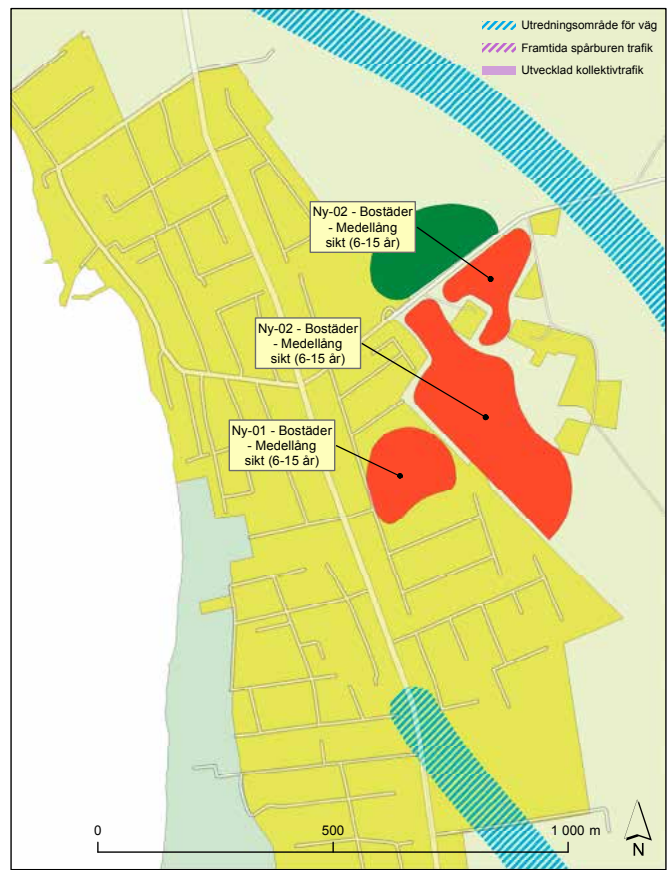 Utredningsområde för väg
Framtida spårburen trafik
Utvecklad kollektivtrafik
Ny-02 - Bostäder
- Medellång
sikt (6-15 år)
Ny-02 - Bostäder
- Medellång
sikt (6-15 år)
Ny-01 - Bostäder
- Medellång
sikt (6-15 år)
0
500
1 000 m
N